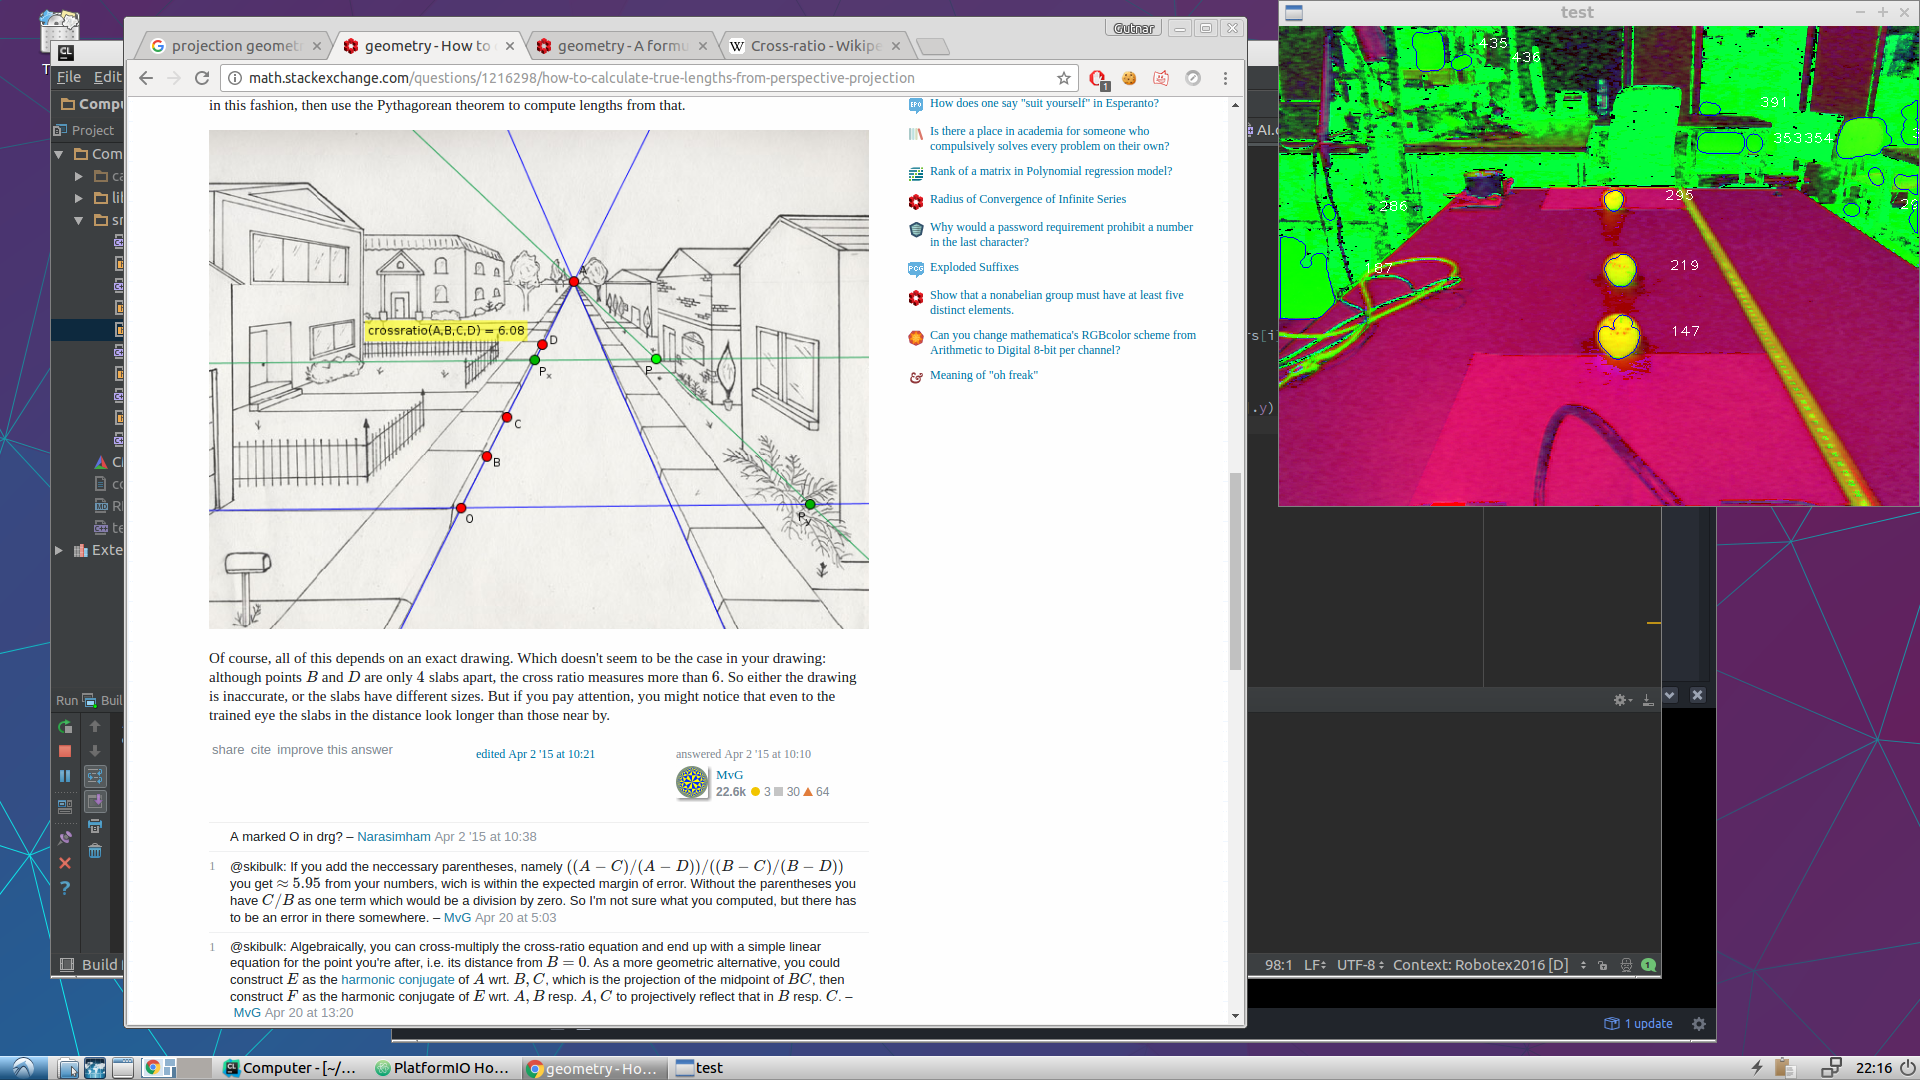 Gutnar
test
projection geomet
geometry - How to
geometry - A formu
Cross-ratio - Wikipe
math.stackexchange.com/questions/1216298/how-to-calculate-true-lengths-from-perspective-projection
1
CL
File Edit
Compu
Project
Com
ca
lib
sr
Exte
Run
Buil
Build
in this fashion, then use the Pythagorean theorem to compute lengths from that.
A
crossratio(A,B,C,D) = 6.08
D
Px
P
C
B
O
Py
Of course, all of this depends on an exact drawing. Which doesn't seem to be the case in your drawing:
although points B and D are only 4 slabs apart, the cross ratio measures more than 6. So either the drawing
is inaccurate, or the slabs have different sizes. But if you pay attention, you might notice that even to the
trained eye the slabs in the distance look longer than those near by.
share cite improve this answer
edited Apr 2 '15 at 10:21
answered Apr 2 '15 at 10:10
MvG
22.6k 3 30 64
A marked O in drg? – Narasimham Apr 2 '15 at 10:38
1 @skibulk: If you add the neccessary parentheses, namely ((A − C)/(A − D))/((B − C)/(B − D))
you get ≈ 5.95 from your numbers, wich is within the expected margin of error. Without the parentheses you
have C/B as one term which would be a division by zero. So I'm not sure what you computed, but there has
to be an error in there somewhere. – MvG Apr 20 at 5:03
1 @skibulk: Algebraically, you can cross-multiply the cross-ratio equation and end up with a simple linear
equation for the point you're after, i.e. its distance from B = 0. As a more geometric alternative, you could
construct E as the harmonic conjugate of A wrt. B, C, which is the projection of the midpoint of BC, then
construct F as the harmonic conjugate of E wrt. A, B resp. A, C to projectively reflect that in B resp. C. –
MvG Apr 20 at 13:20
How does one say "suit yourself" in Esperanto?
Is there a place in academia for someone who
compulsively solves every problem on their own?
Rank of a matrix in Polynomial regression model?
Radius of Convergence of Infinite Series
Why would a password requirement prohibit a number
in the last character?
PCG Exploded Suffixes
Show that a nonabelian group must have at least five
distinct elements.
Can you change mathematica's RGBcolor scheme from
Arithmetic to Digital 8-bit per channel?
Meaning of "oh freak"
AI.
rs[i
.y)
435
436
391
353354
295
286
219
187
147
98:1 LF÷ UTF-8÷ Context: Robotex2016 [D]
1
1 update
Computer - [~/...
PlatformIO Ho...
geometry - Ho...
test
22:16